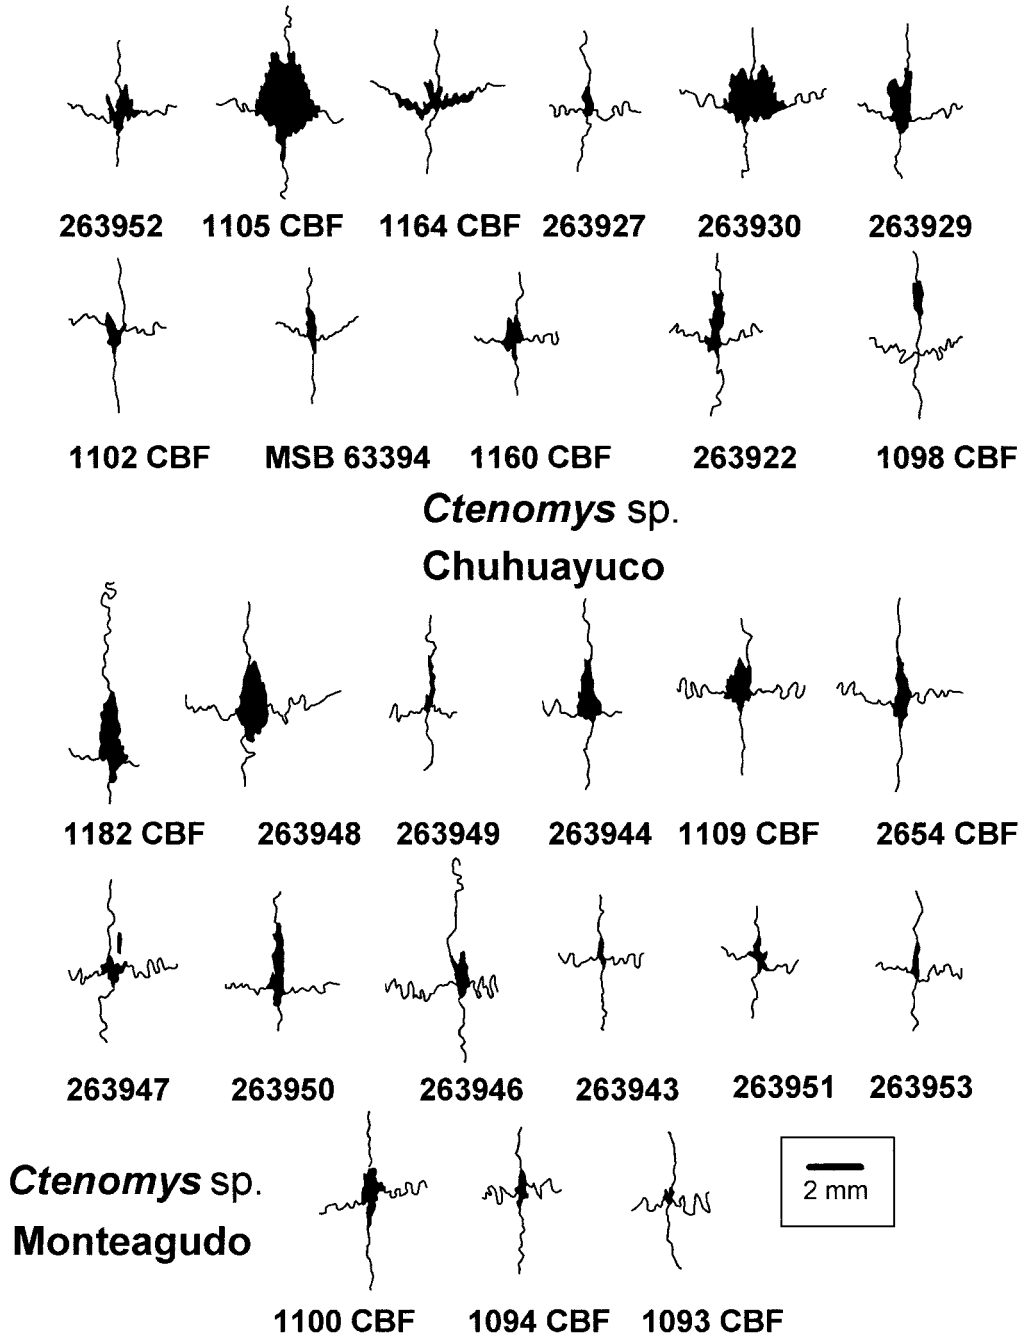 263952 1105 CBF 1164 CBF 263927 263930 263929
1102 CBF MSB 63394 1160 CBF 263922 1098 CBF
Ctenomys sp.
Chuhuayuco
1182 CBF 263948 263949 263944 1109 CBF 2654 CBF
263947 263950 263946 263943 263951 263953
Ctenomys sp.
Monteagudo
2 mm
1100 CBF 1094 CBF 1093 CBF